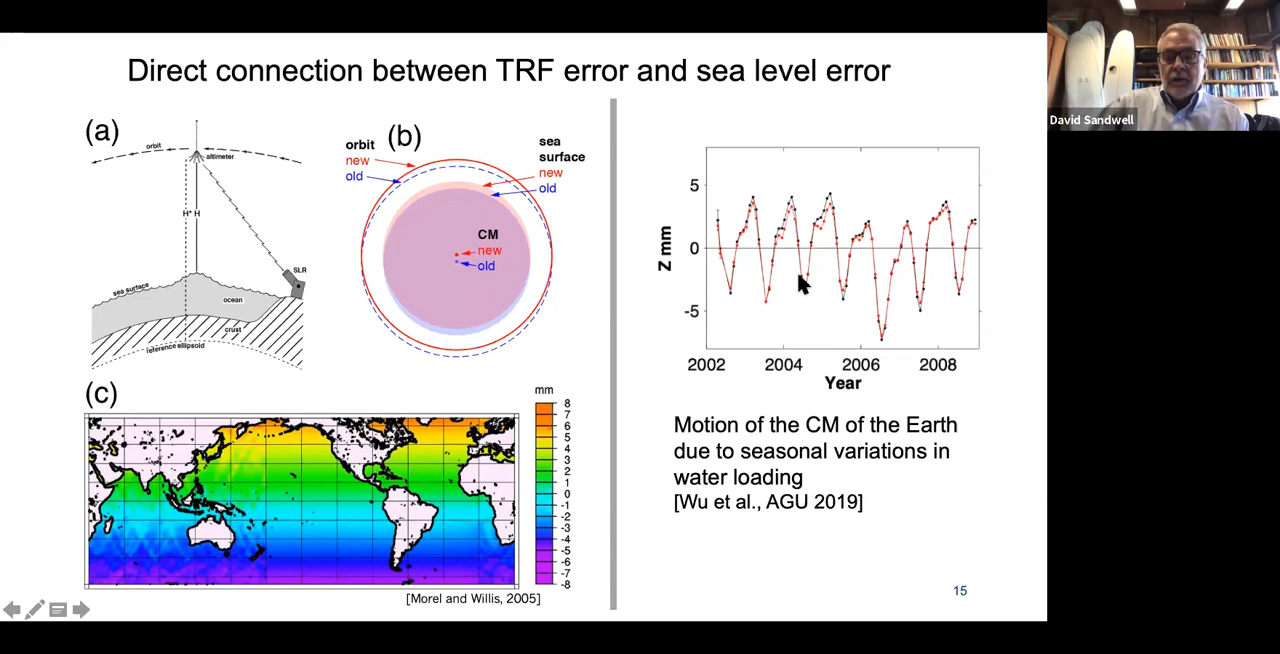 Direct connection between TRF error and sea level error
(a)
orbit
altimeter
H* H
SLR
sea surface
ocean
crust
reference ellipsoid
(b)
orbit
new
old
sea
surface
new
old
CM
new
old
(c)
mm
8
7
6
5
4
3
2
1
0
-1
-2
-3
-4
-5
-6
-7
-8
[Morel and Willis, 2005]
Z mm
5
0
-5
2002 2004 2006 2008
Year
Motion of the CM of the Earth
due to seasonal variations in
water loading
[Wu et al., AGU 2019]
15
David Sandwell